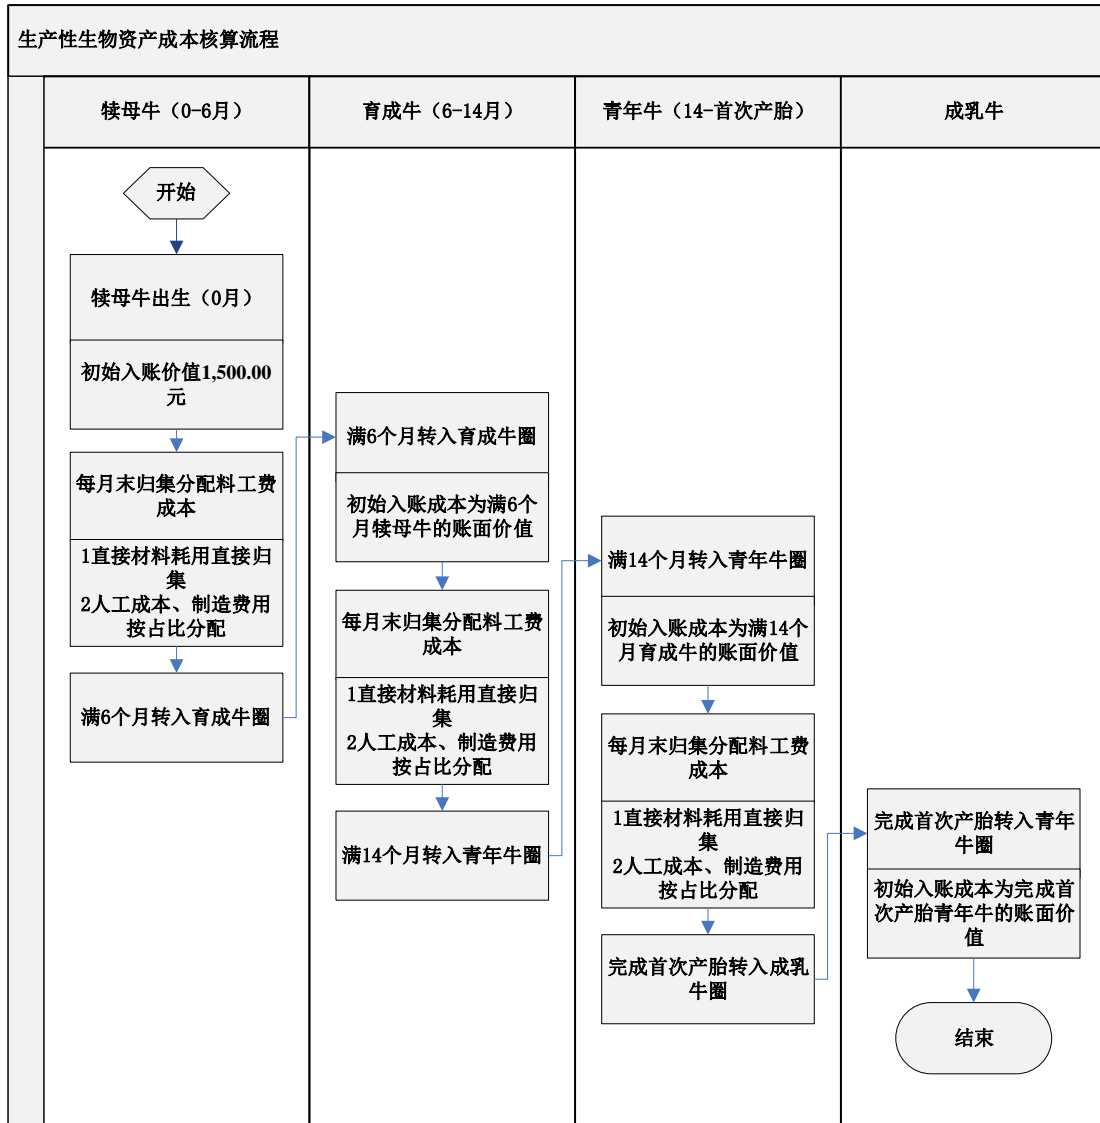 生产性生物资产成本核算流程
犊母牛（0-6月）
育成牛（6-14月）
青年牛（14-首次产胎）
成乳牛
开始
犊母牛出生（0月）
初始入账价值1,500.00
元
每月末归集分配料工费
成本
1直接材料耗用直接归
集
2人工成本、制造费用
按占比分配
满6个月转入育成牛圈
满6个月转入育成牛圈
初始入账成本为满6个
月犊母牛的账面价值
每月末归集分配料工费
成本
1直接材料耗用直接归
集
2人工成本、制造费用
按占比分配
满14个月转入青年牛圈
满14个月转入青年牛圈
初始入账成本为满14个
月育成牛的账面价值
每月末归集分配料工费
成本
1直接材料耗用直接归
集
2人工成本、制造费用
按占比分配
完成首次产胎转入成乳
牛圈
完成首次产胎转入青年
牛圈
初始入账成本为完成首
次产胎青年牛的账面价
值
结束